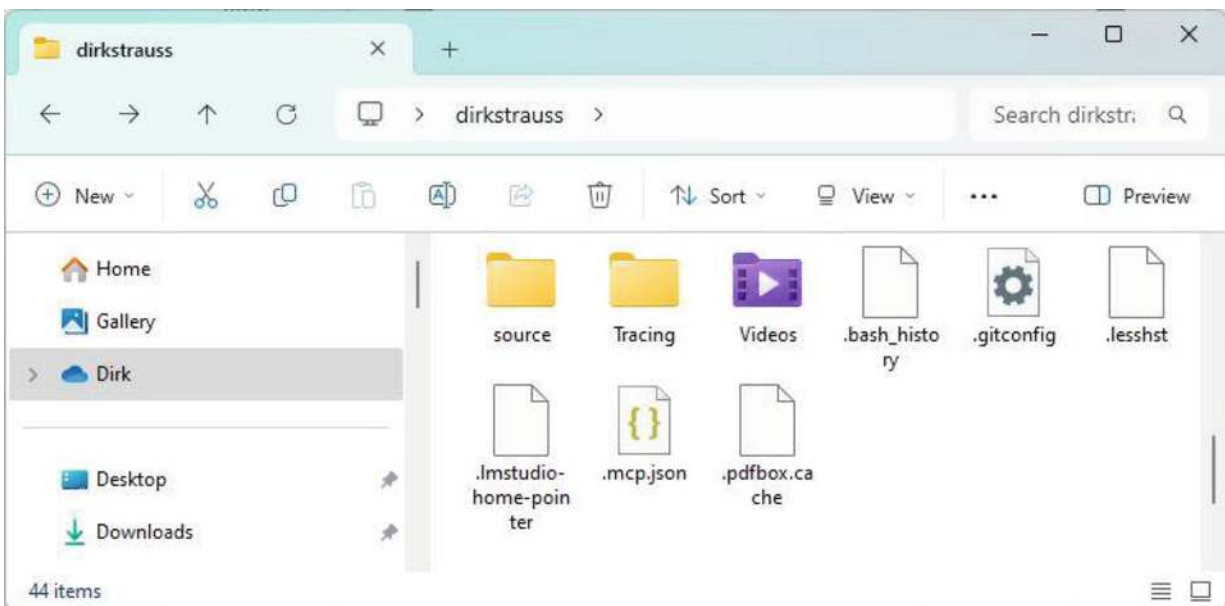 dirkstrauss
dirkstrauss
Search dirkstr
New
Sort
View
Preview
Home
Gallery
Dirk
Desktop
Downloads
source
Tracing
Videos
.bash_histo
ry
.gitconfig
.lesshst
.lmstudio-
home-poin
ter
.mcp.json
.pdfbox.ca
che
44 items